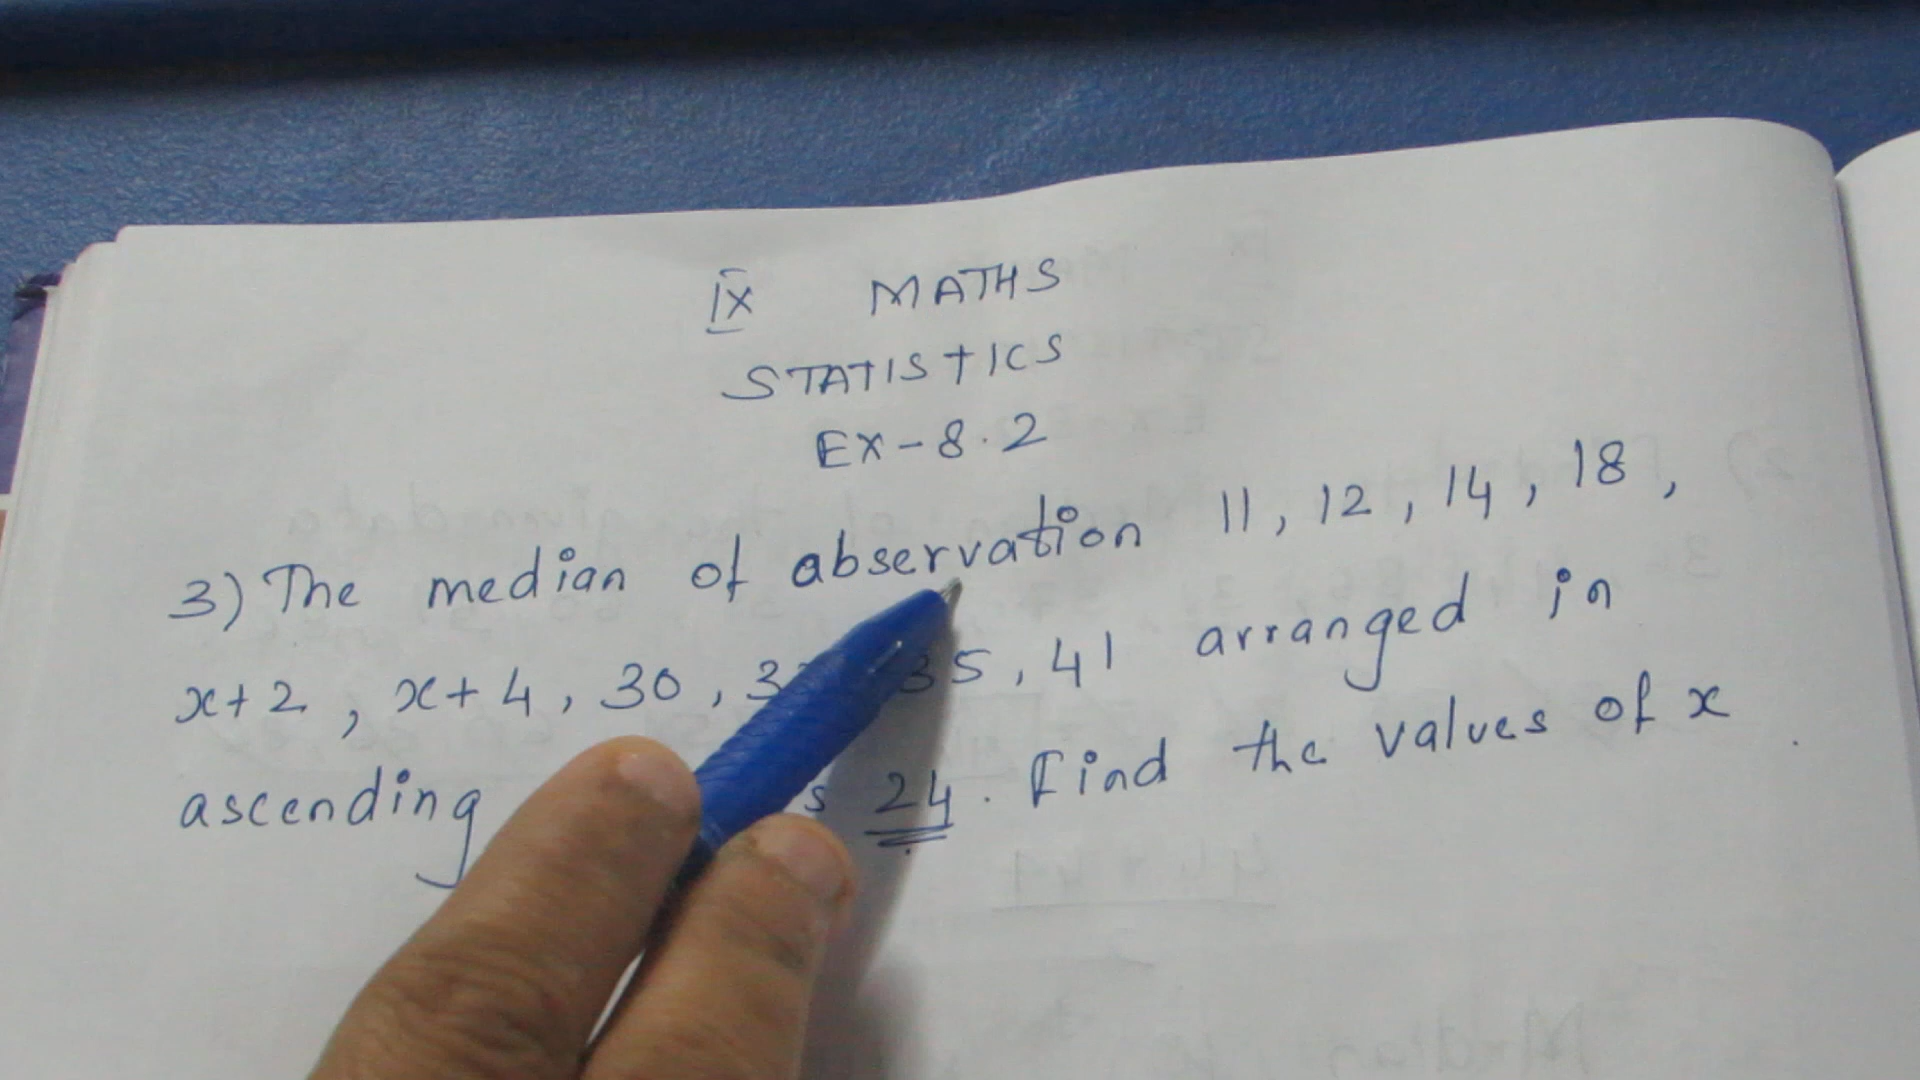 IX MATHS
STATISTICS
EX-8.2
3) The median of observation 11, 12, 14, 18,
x+2, x+4, 30, 35, 41 arranged in
ascending 24. Find the values of x.